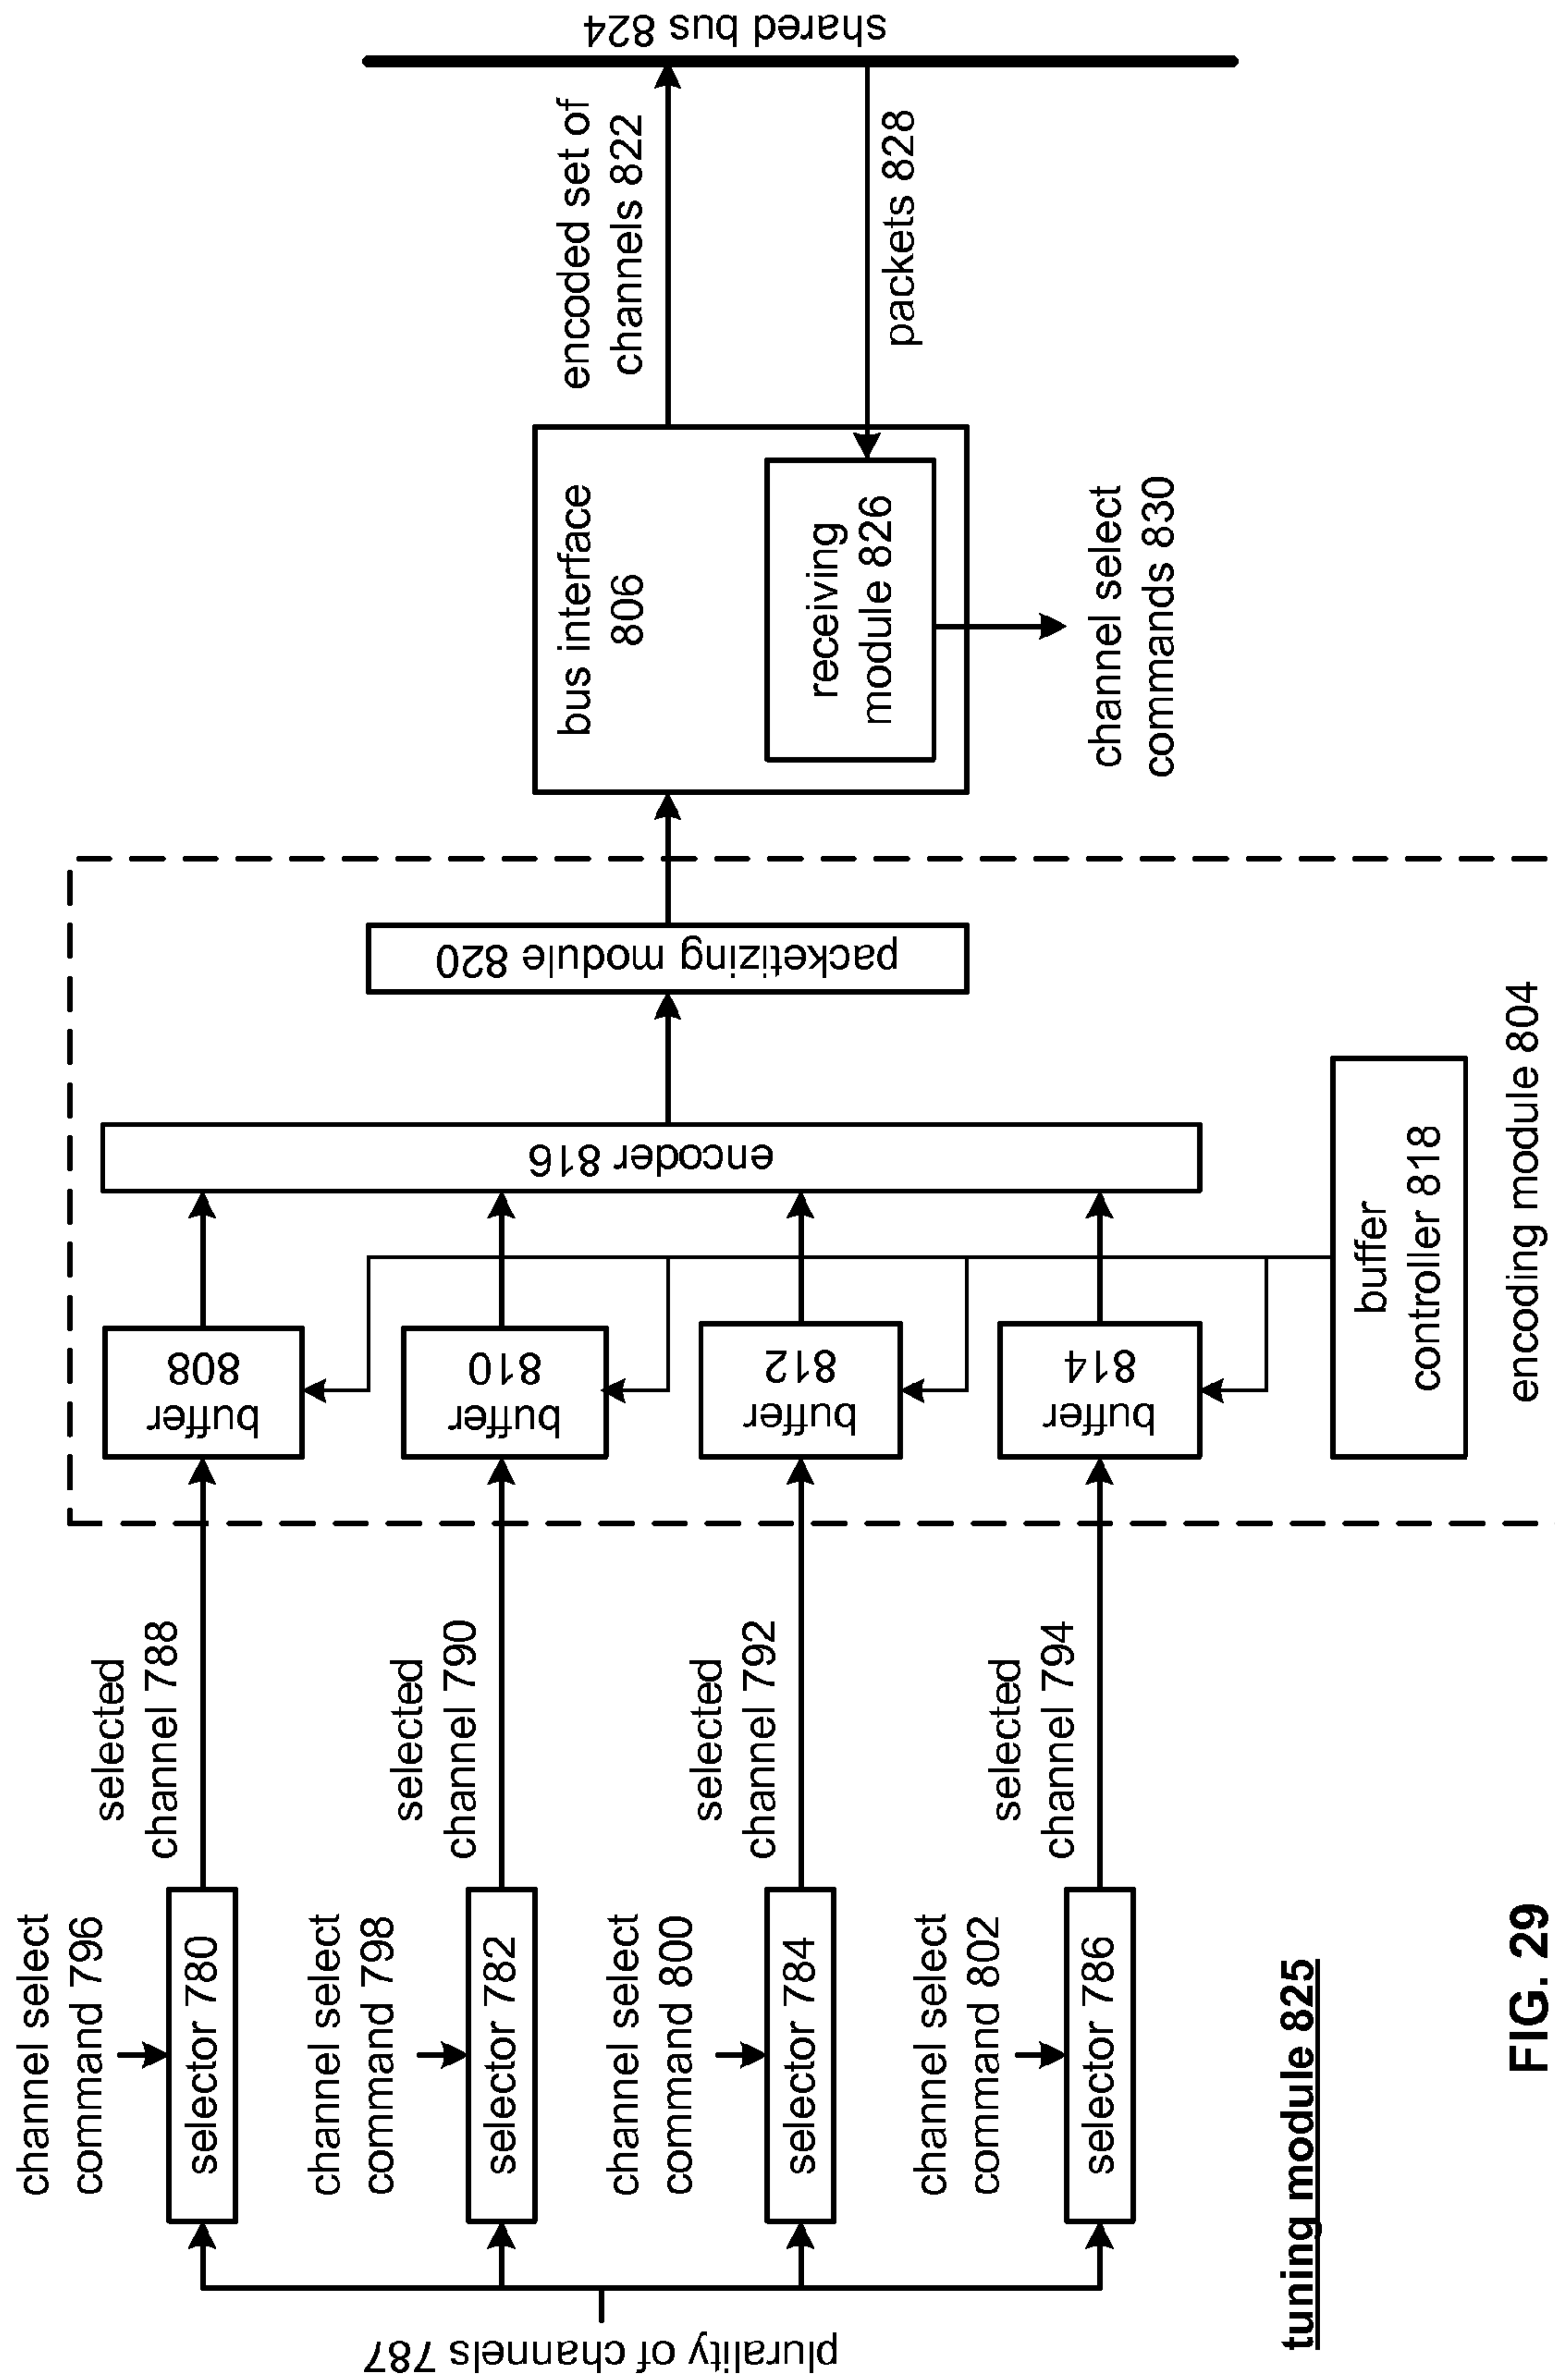 plurality of channels 787
channel select
command 796
selector 780
selected
channel 788
channel select
command 798
selector 782
selected
channel 790
channel select
command 800
selector 784
selected
channel 792
channel select
command 802
selector 786
selected
channel 794
buffer
808
buffer
810
buffer
812
buffer
814
encoder 816
buffer
controller 818
packetizing module 820
encoding module 804
bus interface
806
receiving
module 826
channel select
commands 830
encoded set of
channels 822
packets 828
shared bus 824
tuning module 825
FIG. 29